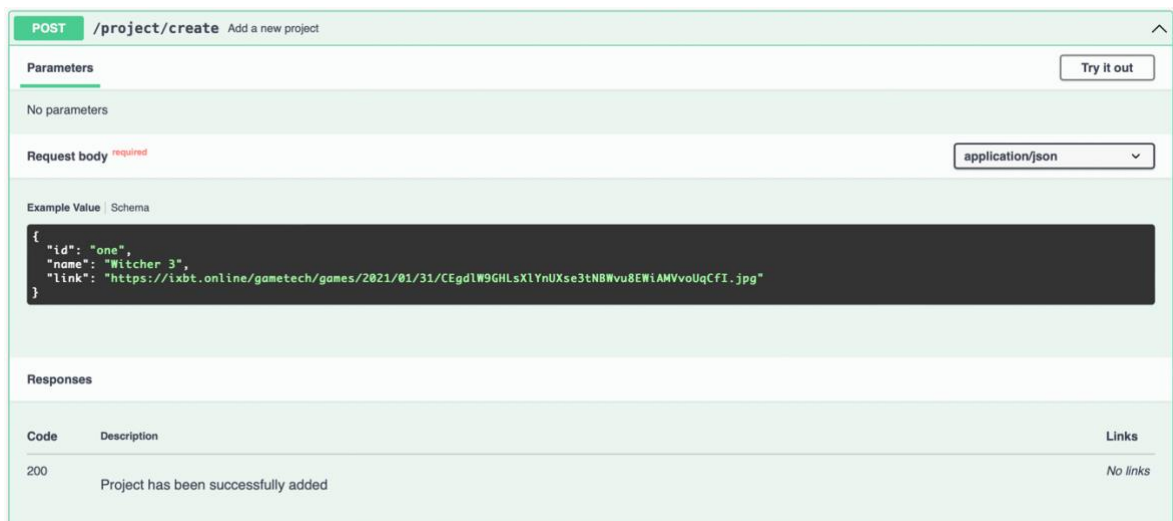 POST /project/create Add a new project
Parameters Try it out
No parameters
Request body required application/json
Example Value Schema
{
"id": "one",
"name": "Witcher 3",
"link": "https://ixbt.online/gametech/games/2021/01/31/CEgdlW9GHLsXlYnUXse3tNBWvu8EWiAMVvoUqCfI.jpg"
}
Responses
Code Description Links
200 Project has been successfully added No links